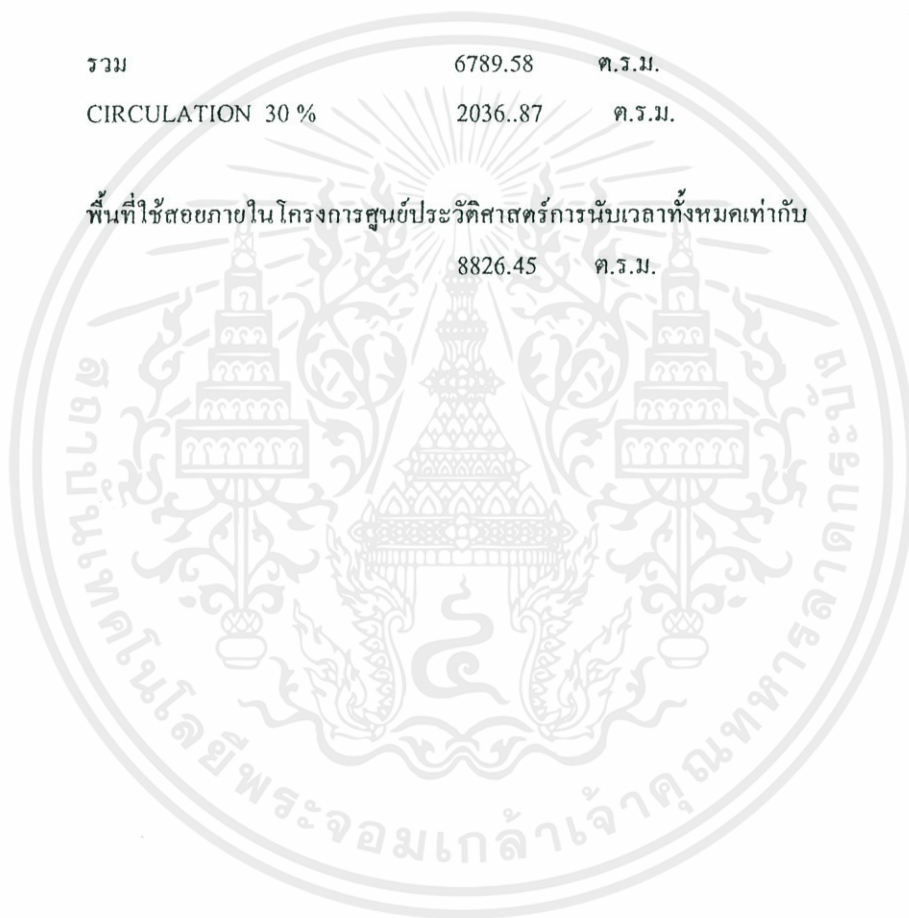 รวม 6789.58 ต.ร.ม.
CIRCULATION 30 % 2036..87 ต.ร.ม.
พื้นที่ใช้สอยภายในโครงการศูนย์ประวัติศาสตร์การนับเวลาทั้งหมดเท่ากับ
8826.45 ต.ร.ม.
สถาบันเทคโนโลยีพระจอมเกล้าเจ้าคุณทหารลาดกระบัง